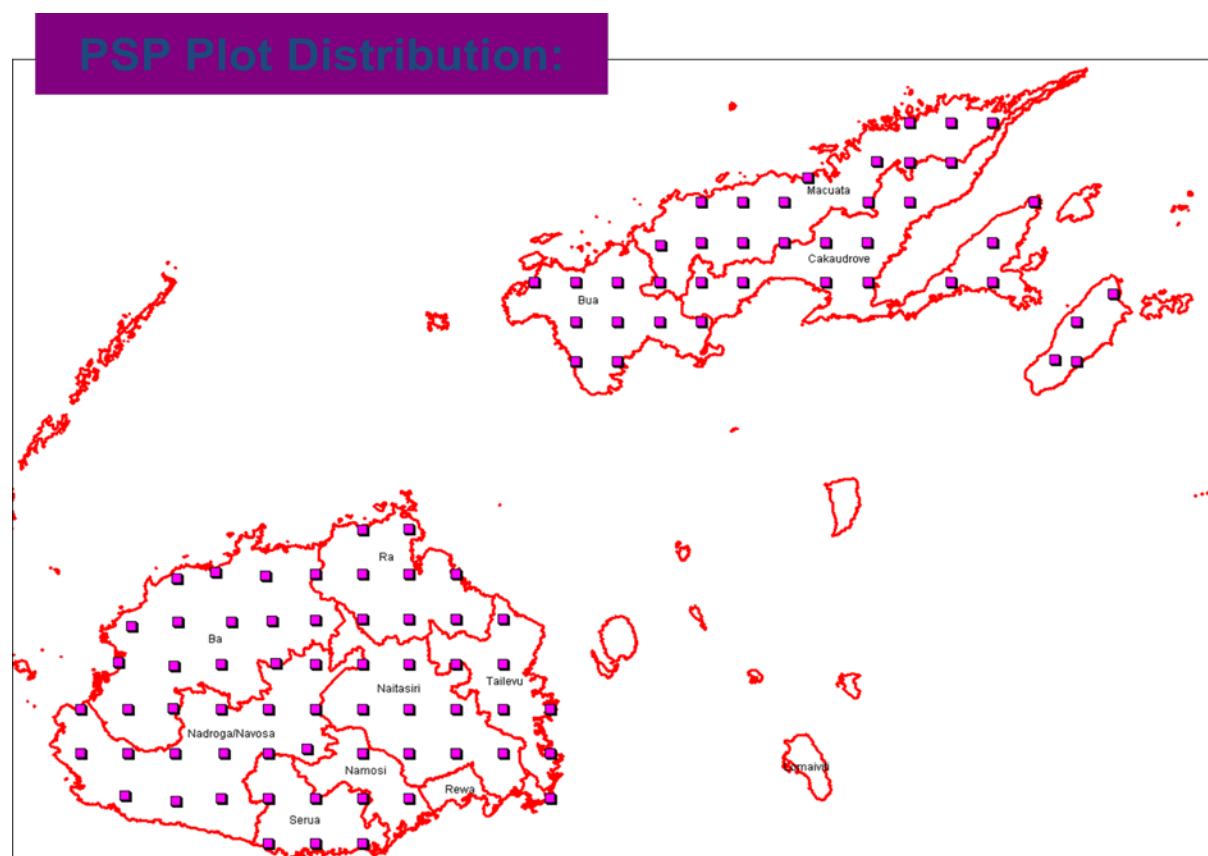 PSP Plot Distribution:
Macuata
Cakaudrove
Bua
Ra
Ba
Naitasiri
Tailevu
Nadroga/Navosa
Namosi
Rewa
Serua